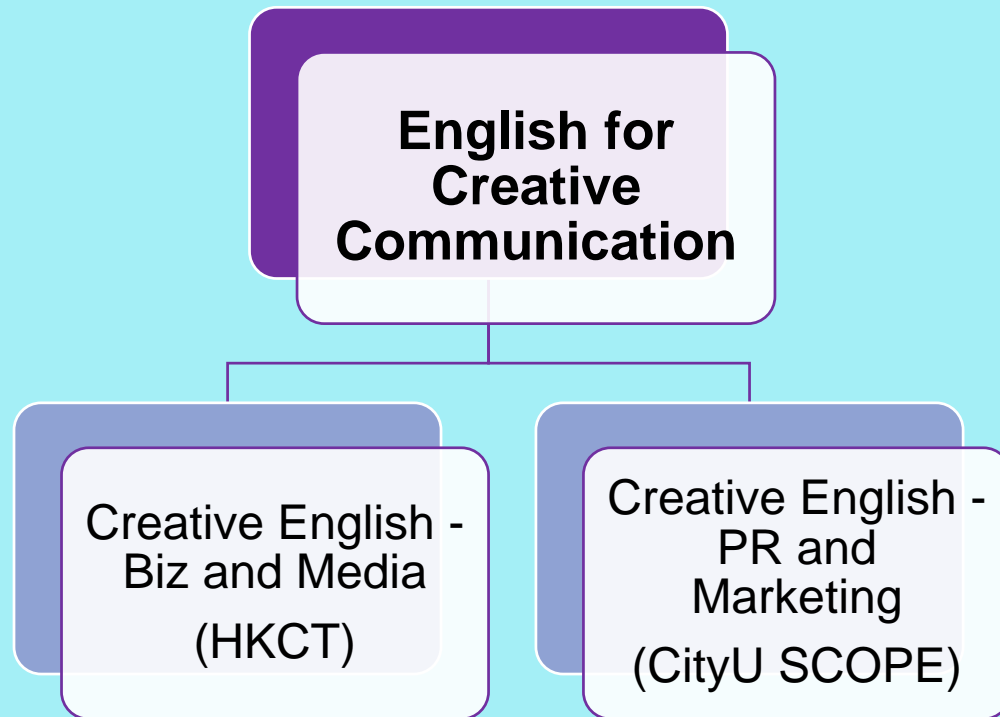 English for
Creative
Communication
Creative English -
Biz and Media
(HKCT)
Creative English -
PR and
Marketing
(CityU SCOPE)